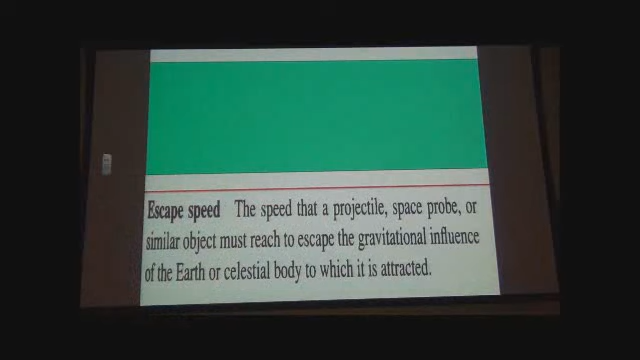 Escape speed The speed that a projectile, space probe, or
similar object must reach to escape the gravitational influence
of the Earth or celestial body to which it is attracted.